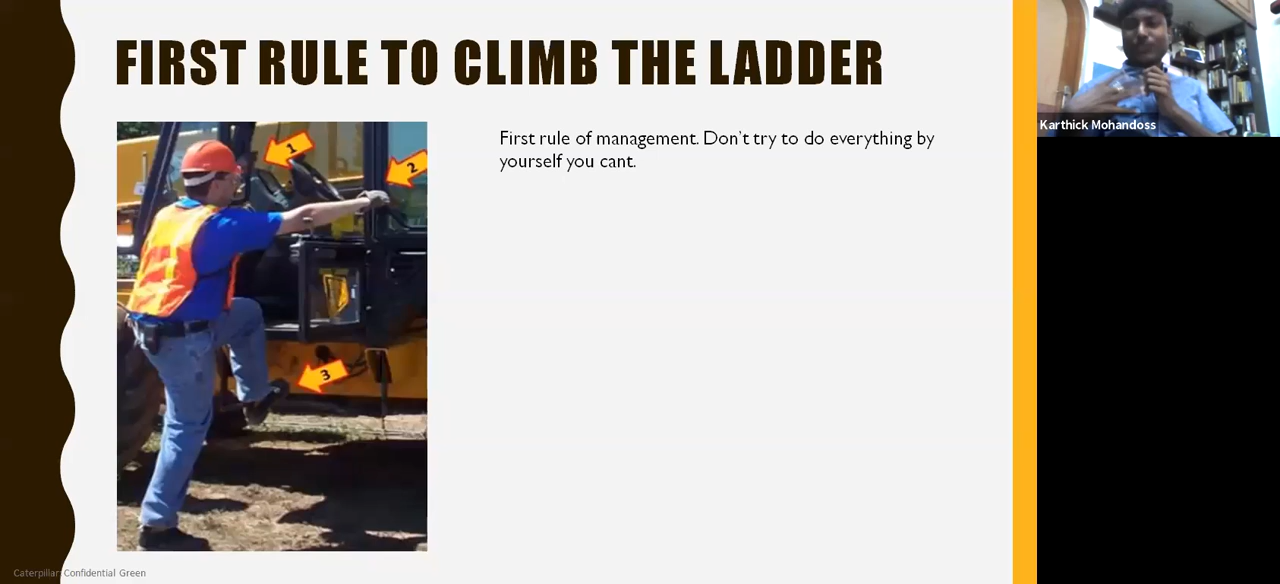 FIRST RULE TO CLIMB THE LADDER
1
2
3
First rule of management. Don't try to do everything by
yourself you cant.
Karthick Mohandoss
Caterpillar: Confidential Green